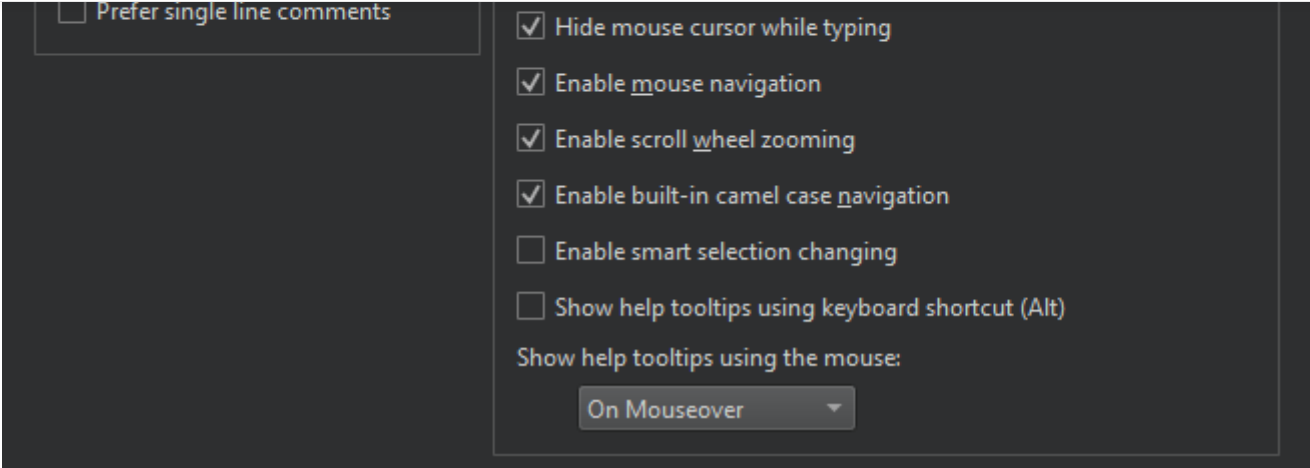 Prefer single line comments
Hide mouse cursor while typing
Enable mouse navigation
Enable scroll wheel zooming
Enable built-in camel case navigation
Enable smart selection changing
Show help tooltips using keyboard shortcut (Alt)
Show help tooltips using the mouse:
On Mouseover